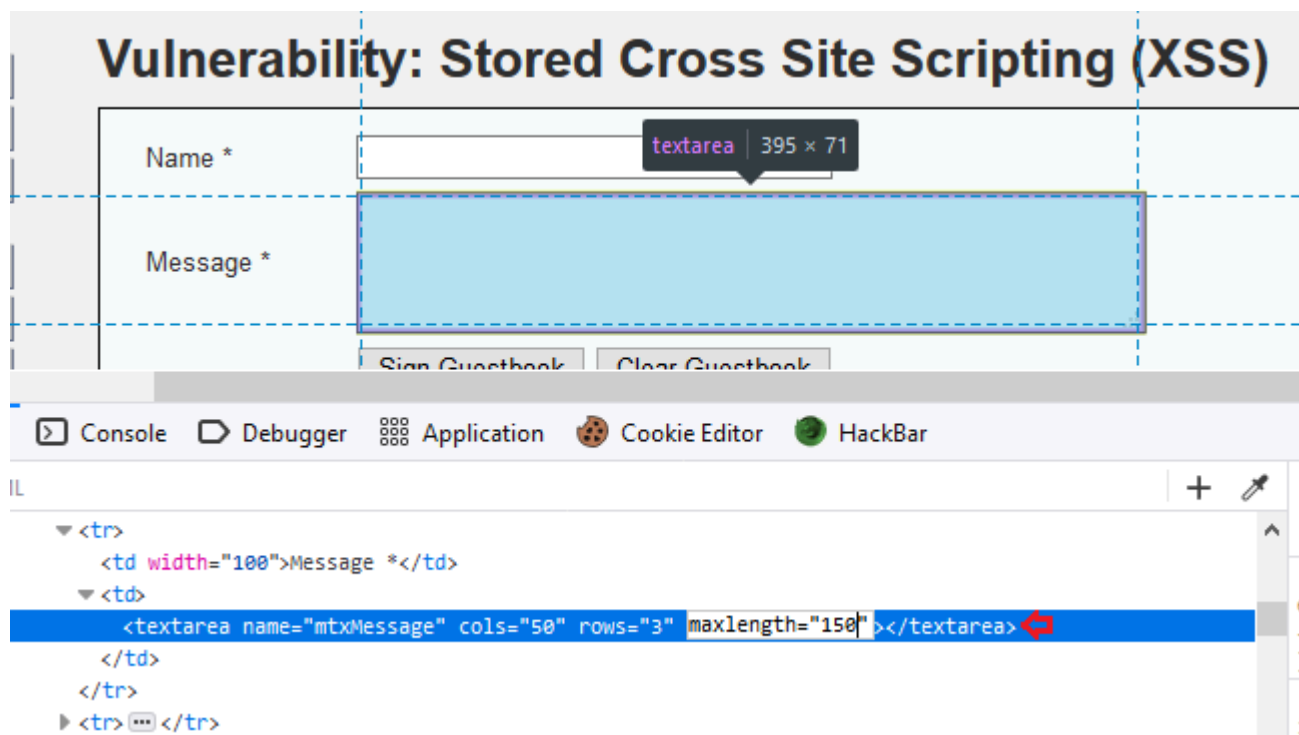 Vulnerability: Stored Cross Site Scripting (XSS)
Name *
textarea 395 × 71
Message *
Sign Guestbook Clear Guestbook
Console Debugger Application Cookie Editor HackBar
<tr>
<td width="100">Message *</td>
<td>
<textarea name="mtxMessage" cols="50" rows="3" maxlength="150"></textarea>
</td>
</tr>
<tr> ... </tr>